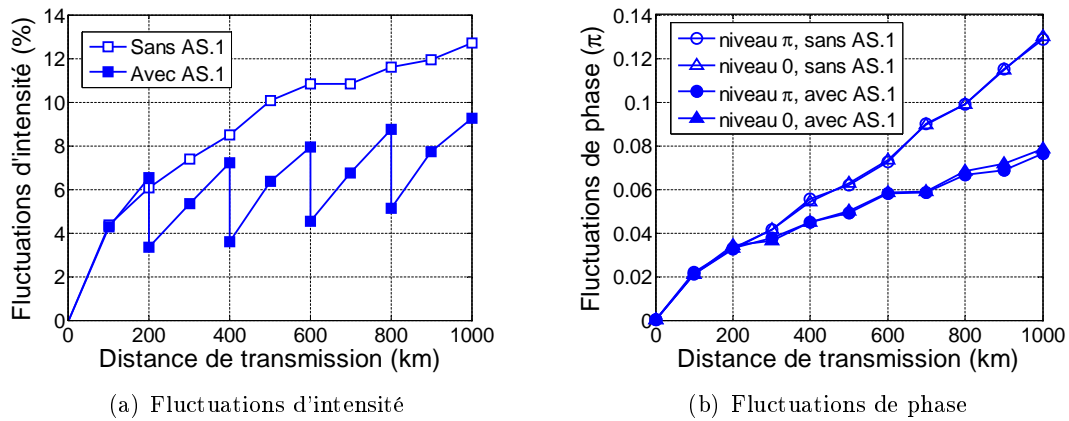 Fluctuations d'intensité (%)
14
12
10
8
6
4
2
0
Sans AS.1
Avec AS.1
0 200 400 600 800 1000
Distance de transmission (km)
(a) Fluctuations d'intensité
Fluctuations de phase (π)
0.14
0.12
0.1
0.08
0.06
0.04
0.02
0
niveau π, sans AS.1
niveau 0, sans AS.1
niveau π, avec AS.1
niveau 0, avec AS.1
0 200 400 600 800 1000
Distance de transmission (km)
(b) Fluctuations de phase